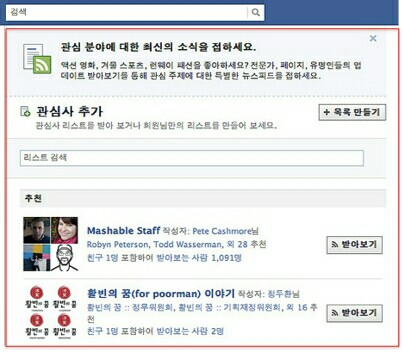 검색
관심 분야에 대한 최신의 소식을 접하세요.
액션 영화, 거물 스포츠, 런웨이 패션을 좋아하세요? 전문가, 페이지, 유명인들의 업
데이트 받아보기를 통해 관심 주제에 대한 특별한 뉴스피드를 접하세요.
관심사 추가
+ 목록 만들기
관심사 리스트를 받아 보거나 회원님만의 리스트를 만들어 보세요.
리스트 검색
추천
Mashable Staff 작성자: Pete Cashmore님
Robyn Peterson, Todd Wasserman, 외 28 추천
친구 1명 포함하여 받아보는 사람 1,091명
받아보기
활빈의 꿈(for poorman) 이야기 작성자: 정두환님
활빈의 꿈 :: 정무위원회, 활빈의 꿈 :: 기획재정위원회, 외 16 추
천
친구 1명 포함하여 받아보는 사람 2명
받아보기
활빈의 꿈 활빈의 꿈
활빈의 꿈 활빈의 꿈